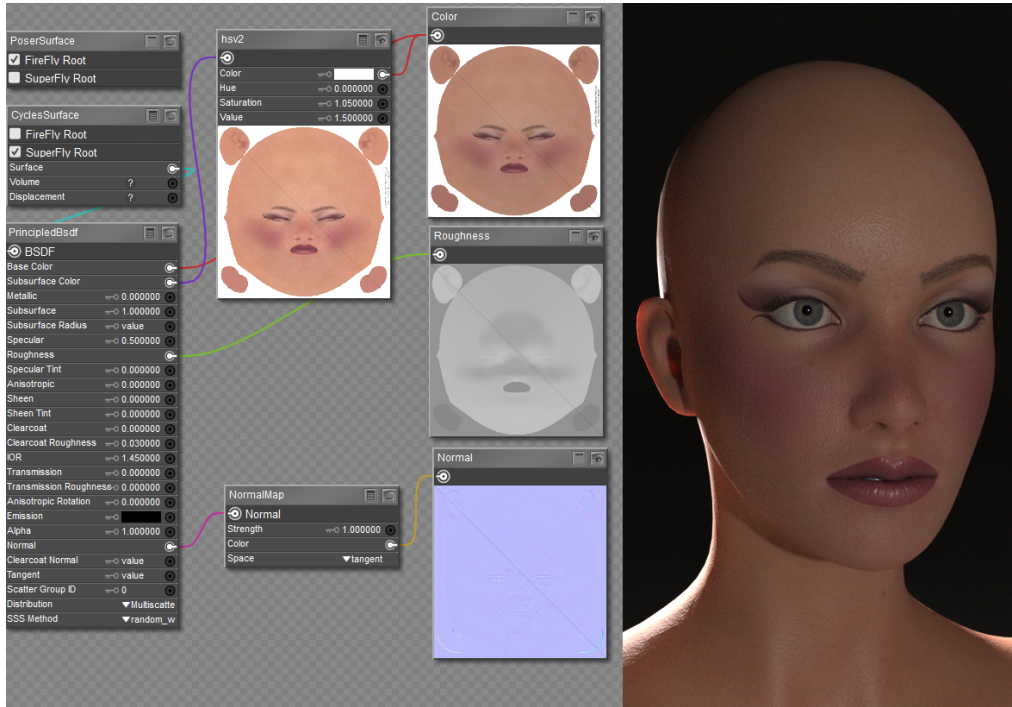 PoserSurface
FireFly Root
SuperFly Root
CyclesSurface
FireFly Root
SuperFly Root
Surface
Volume ?
Displacement ?
PrincipledBsdf
BSDF
Base Color
Subsurface Color
Metallic 0.000000
Subsurface 1.000000
Subsurface Radius value
Specular 0.500000
Roughness
Specular Tint 0.000000
Anisotropic 0.000000
Sheen 0.000000
Sheen Tint 0.000000
Clearcoat 0.000000
Clearcoat Roughness 0.030000
IOR 1.450000
Transmission 0.000000
Transmission Roughness 0.000000
Anisotropic Rotation 0.000000
Emission
Alpha 1.000000
Normal
Clearcoat Normal value
Tangent value
Scatter Group ID 0
Distribution Multiscatte
SSS Method random_w
hsv2
Color
Hue 0.000000
Saturation 1.050000
Value 1.500000
NormalMap
Normal
Strength 1.000000
Color
Space tangent
Color
Roughness
Normal